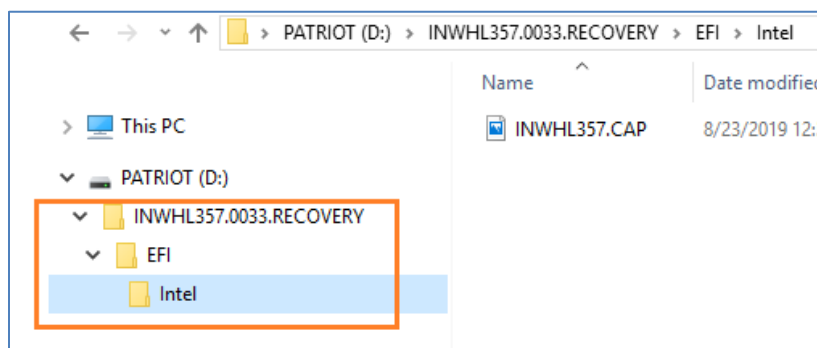 PATRIOT (D:) > INWHL357.0033.RECOVERY > EFI > Intel
Name Date modified
This PC
INWHL357.CAP 8/23/2019 12:
PATRIOT (D:)
INWHL357.0033.RECOVERY
EFI
Intel